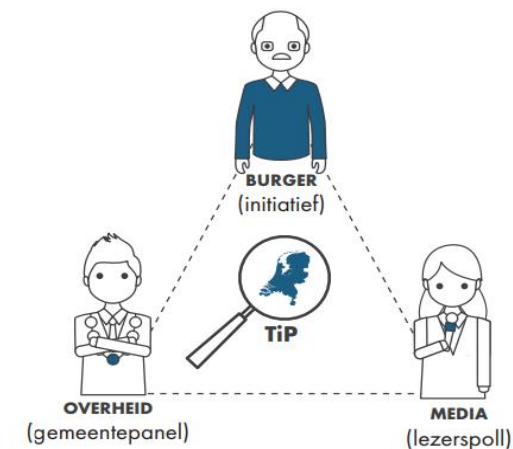 BURGER
(initiatief)
TiP
OVERHEID
(gemeentepanel)
MEDIA
(lezerspoll)